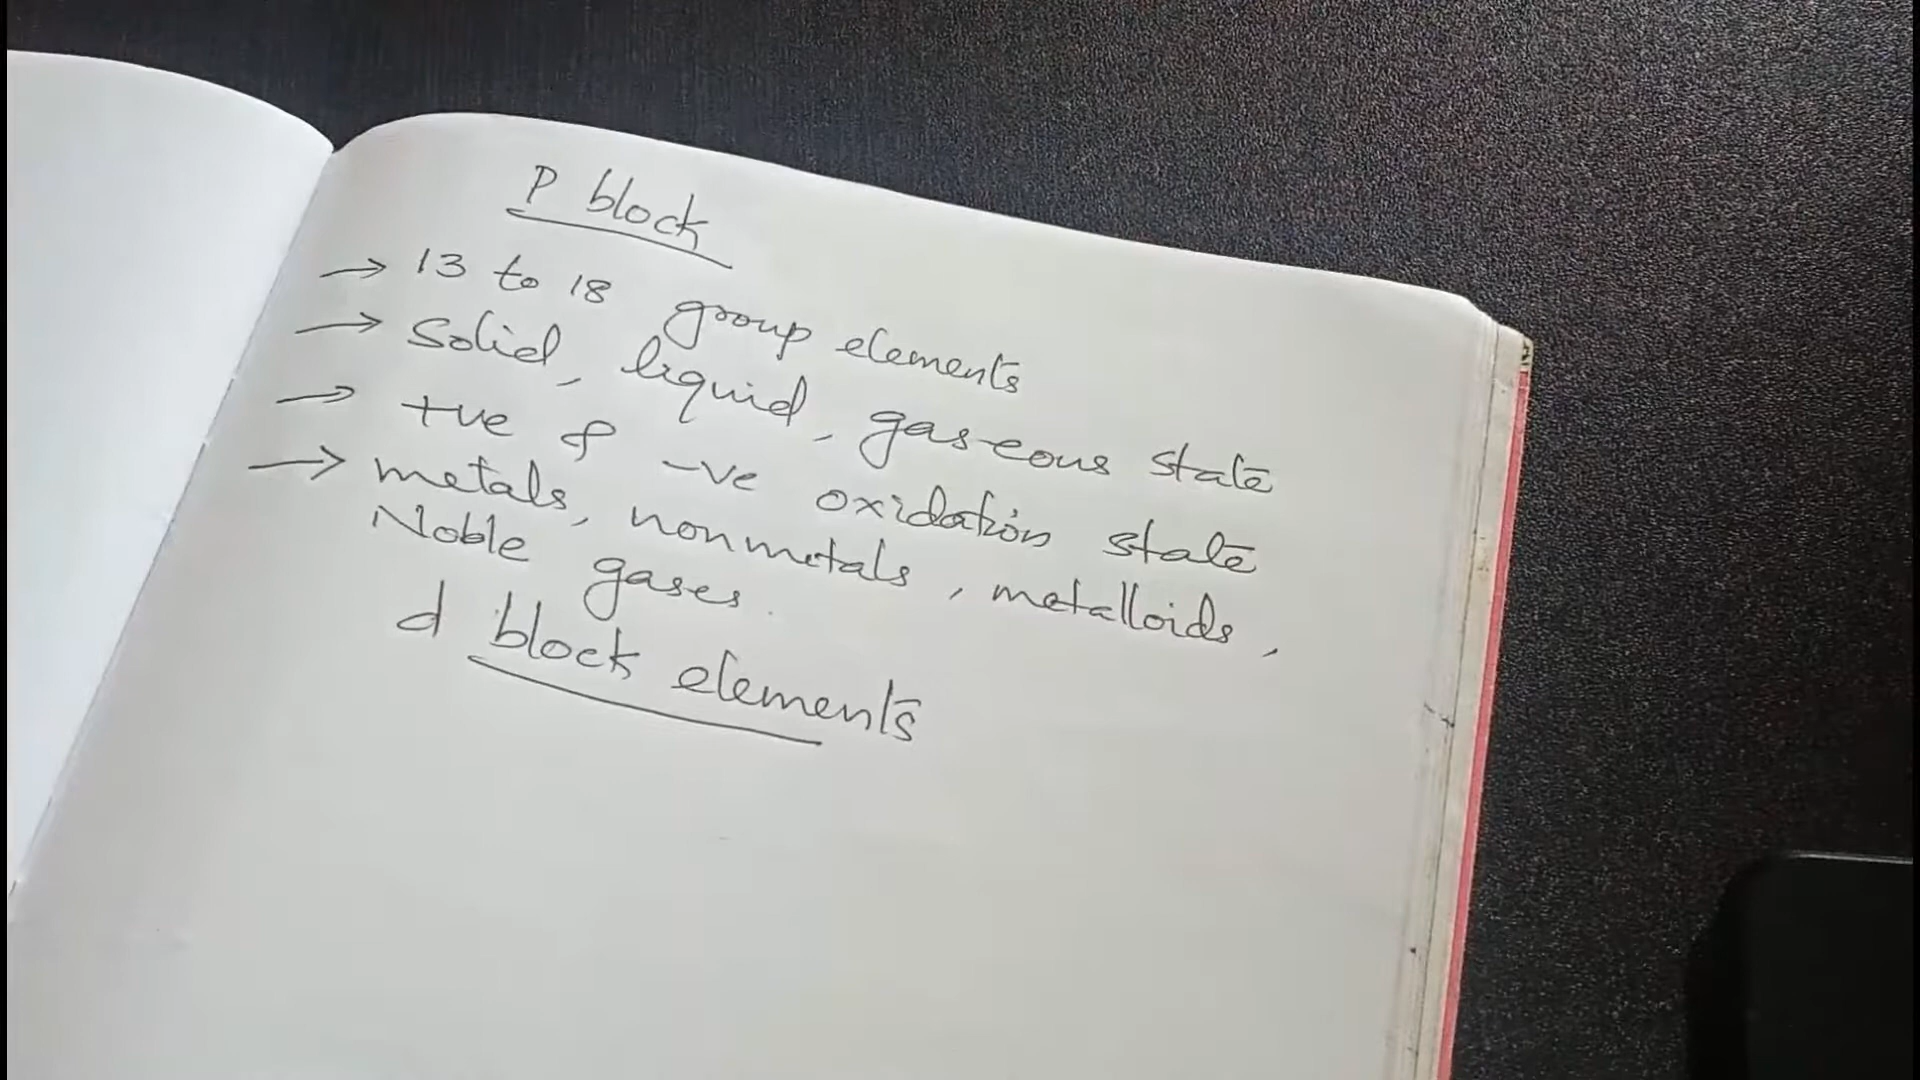 P block
→ 13 to 18 group elements
→ Solid, liquid, gaseous state
→ +ve & -ve oxidation state
→ metals, nonmetals, metalloids,
Noble gases.
d block elements